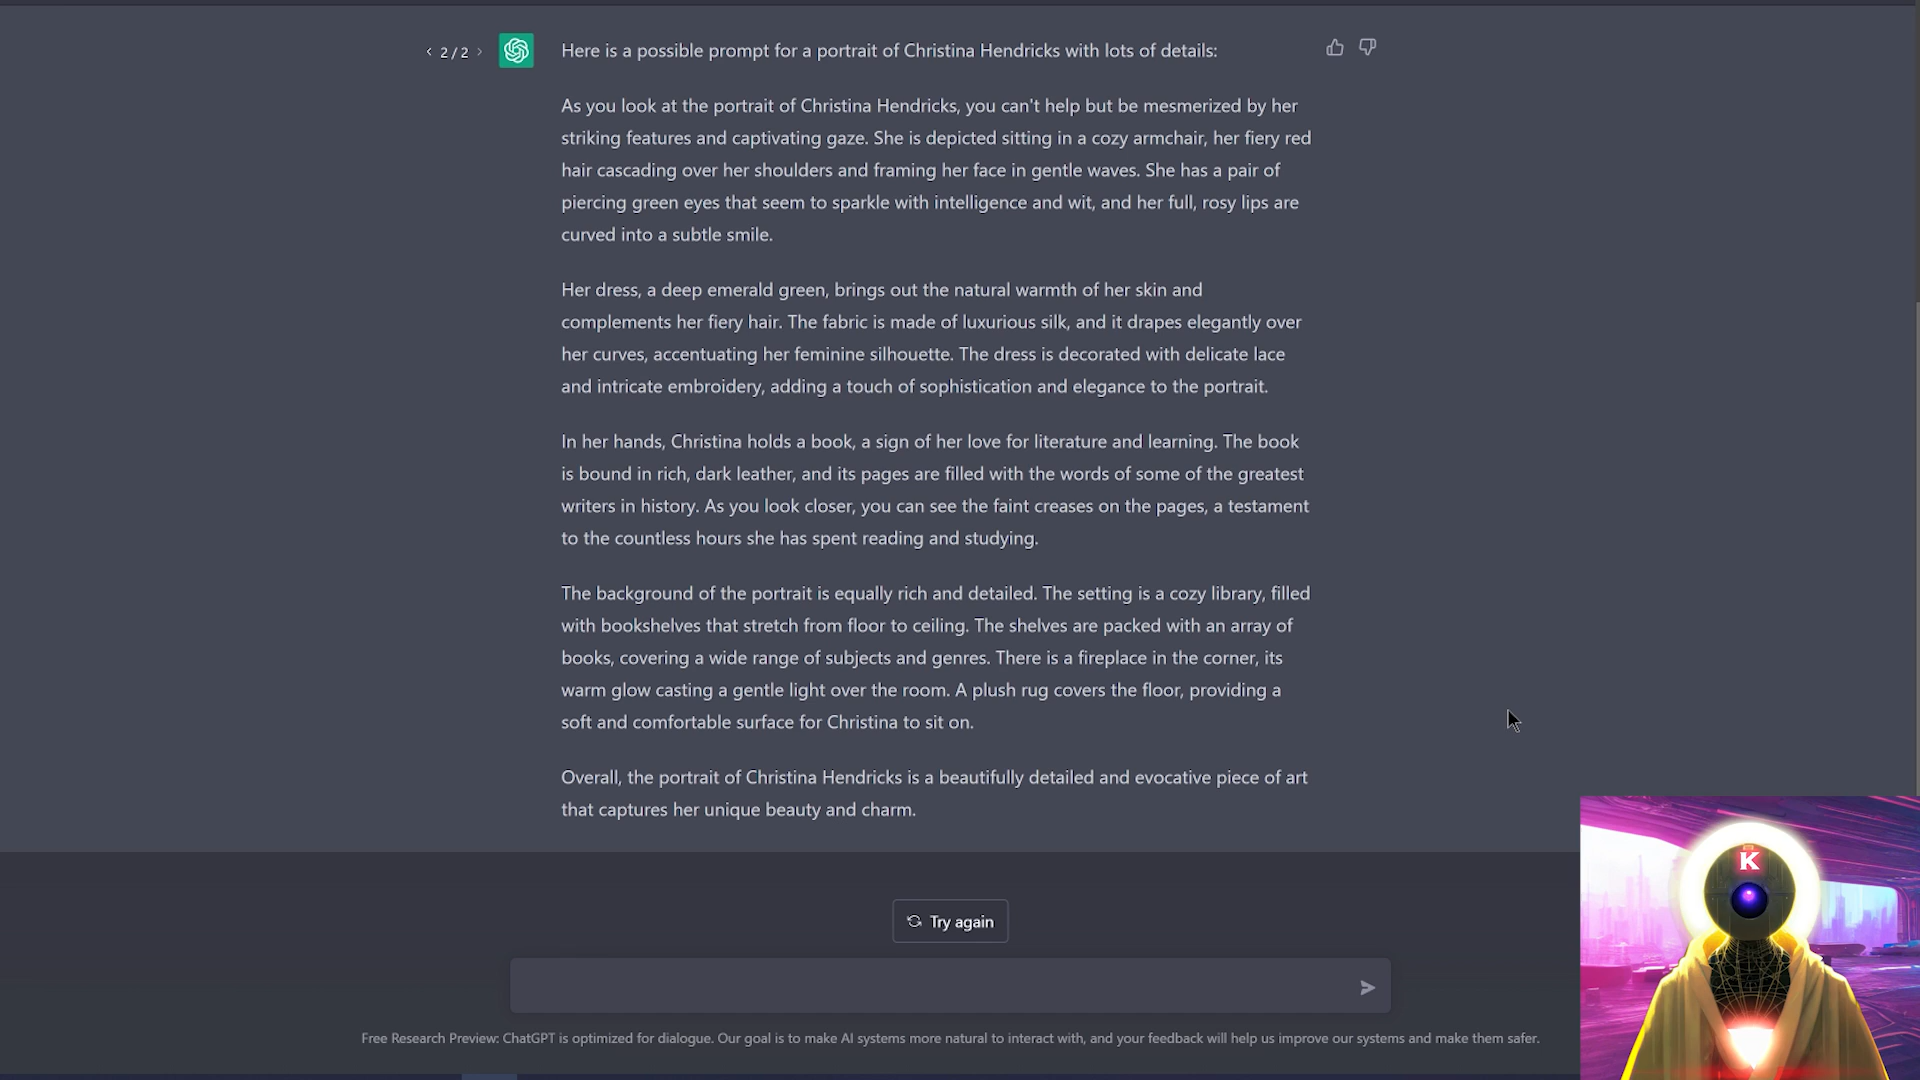 2 / 2
Here is a possible prompt for a portrait of Christina Hendricks with lots of details:
As you look at the portrait of Christina Hendricks, you can't help but be mesmerized by her
striking features and captivating gaze. She is depicted sitting in a cozy armchair, her fiery red
hair cascading over her shoulders and framing her face in gentle waves. She has a pair of
piercing green eyes that seem to sparkle with intelligence and wit, and her full, rosy lips are
curved into a subtle smile.
Her dress, a deep emerald green, brings out the natural warmth of her skin and
complements her fiery hair. The fabric is made of luxurious silk, and it drapes elegantly over
her curves, accentuating her feminine silhouette. The dress is decorated with delicate lace
and intricate embroidery, adding a touch of sophistication and elegance to the portrait.
In her hands, Christina holds a book, a sign of her love for literature and learning. The book
is bound in rich, dark leather, and its pages are filled with the words of some of the greatest
writers in history. As you look closer, you can see the faint creases on the pages, a testament
to the countless hours she has spent reading and studying.
The background of the portrait is equally rich and detailed. The setting is a cozy library, filled
with bookshelves that stretch from floor to ceiling. The shelves are packed with an array of
books, covering a wide range of subjects and genres. There is a fireplace in the corner, its
warm glow casting a gentle light over the room. A plush rug covers the floor, providing a
soft and comfortable surface for Christina to sit on.
Overall, the portrait of Christina Hendricks is a beautifully detailed and evocative piece of art
that captures her unique beauty and charm.
K
Try again
Free Research Preview: ChatGPT is optimized for dialogue. Our goal is to make AI systems more natural to interact with, and your feedback will help us improve our systems and make them safer.